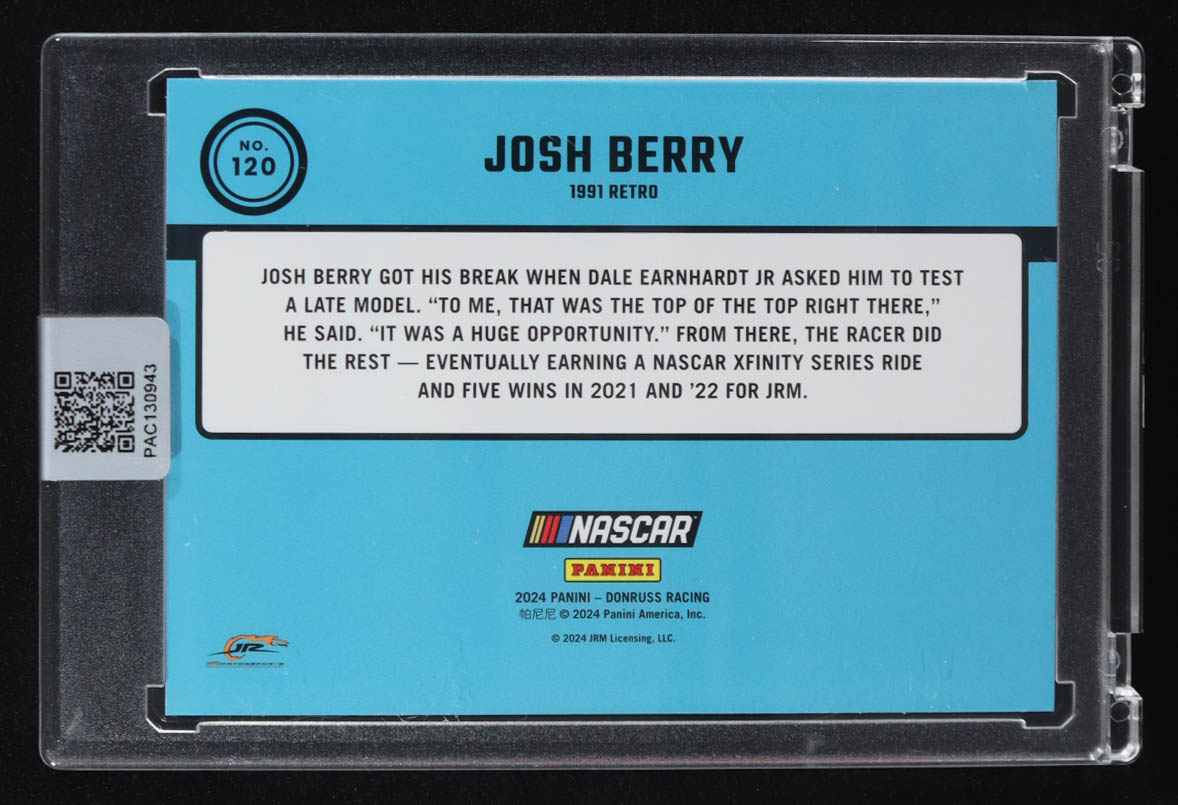 NO.
120
JOSH BERRY
1991 RETRO
JOSH BERRY GOT HIS BREAK WHEN DALE EARNHARDT JR ASKED HIM TO TEST
A LATE MODEL. “TO ME, THAT WAS THE TOP OF THE TOP RIGHT THERE,”
HE SAID. “IT WAS A HUGE OPPORTUNITY.” FROM THERE, THE RACER DID
THE REST — EVENTUALLY EARNING A NASCAR XFINITY SERIES RIDE
AND FIVE WINS IN 2021 AND ’22 FOR JRM.
PAC130943
NASCAR
PANINI
2024 PANINI – DONRUSS RACING
帕尼尼 © 2024 Panini America, Inc.
© 2024 JRM Licensing, LLC.
JR